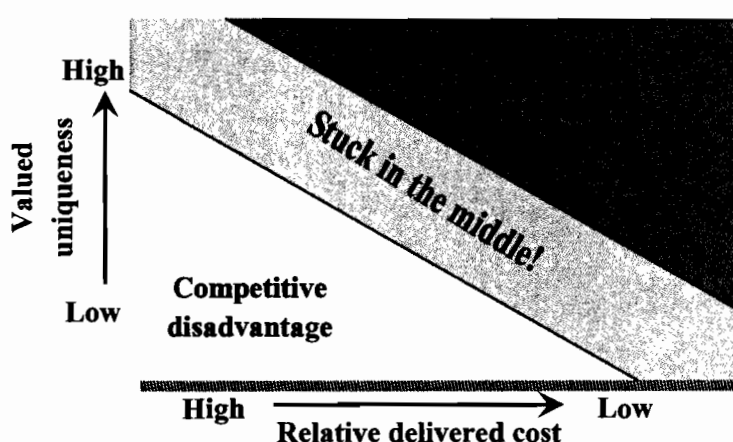 High
Valued
uniqueness
Low
Stuck in the middle!
Competitive
disadvantage
High
Low
Relative delivered cost